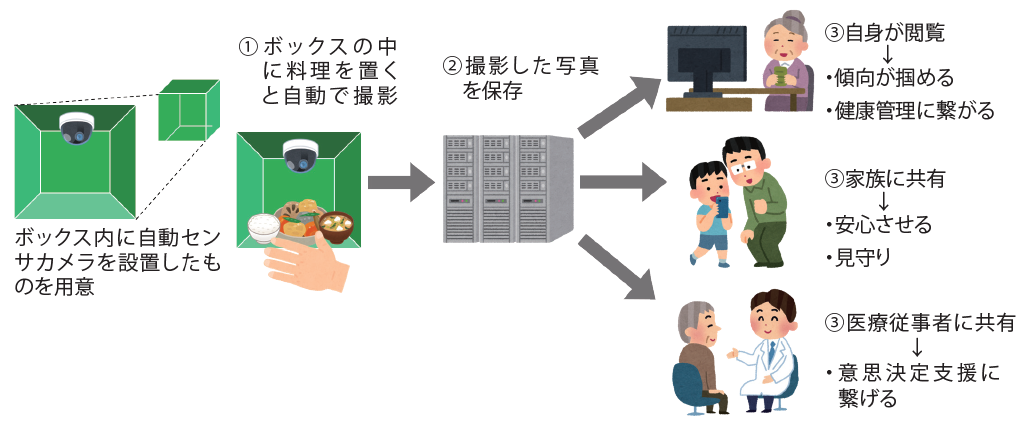 ボックス内に自動セン
サカメラを設置したも
のを用意
① ボックスの中
に料理を置く
と自動で撮影
②撮影した写真
を保存
③自身が閲覧
↓
・傾向が掴める
・健康管理に繋がる
③家族に共有
↓
・安心させる
・見守り
③医療従事者に共有
↓
・意思決定支援に
繋げる